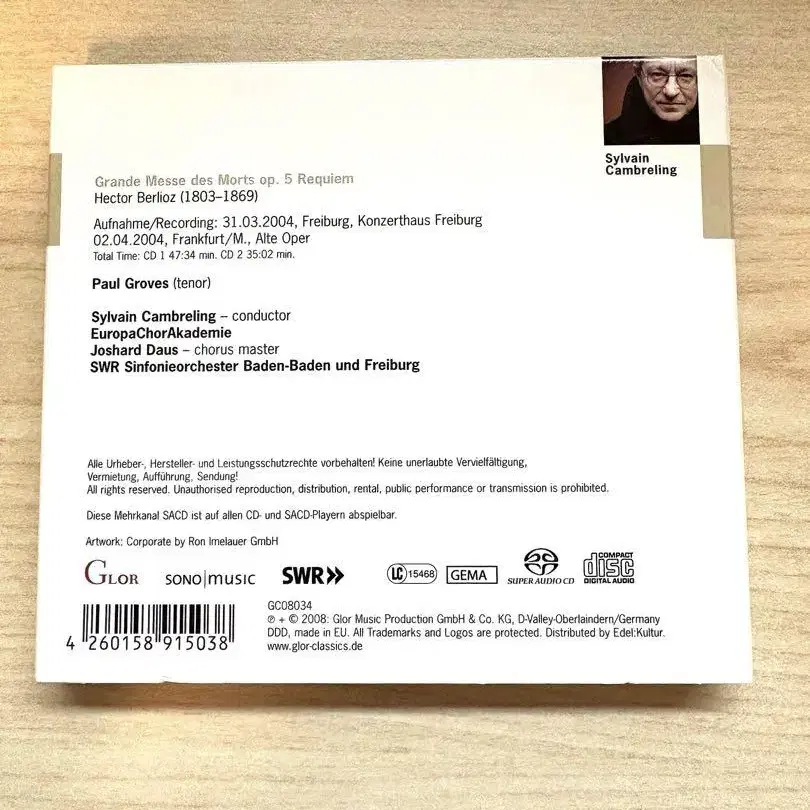 Sylvain
Cambreling
Grande Messe des Morts op. 5 Requiem
Hector Berlioz (1803–1869)
Aufnahme/Recording: 31.03.2004, Freiburg, Konzerthaus Freiburg
02.04.2004, Frankfurt/M., Alte Oper
Total Time: CD 1 47:34 min. CD 2 35:02 min.
Paul Groves (tenor)
Sylvain Cambreling – conductor
EuropaChorAkademie
Joshard Daus – chorus master
SWR Sinfonieorchester Baden-Baden und Freiburg
Alle Urheber-, Hersteller- und Leistungsschutzrechte vorbehalten! Keine unerlaubte Vervielfältigung,
Vermietung, Aufführung, Sendung!
All rights reserved. Unauthorised reproduction, distribution, rental, public performance or transmission is prohibited.
Diese Mehrkanal SACD ist auf allen CD- und SACD-Playern abspielbar.
Artwork: Corporate by Ron Imelauer GmbH
GLOR SONO|MUSIC SWR LC 15468 GEMA SUPER AUDIO CD COMPACT disc DIGITAL AUDIO
GC08034
℗ + © 2008: Glor Music Production GmbH & Co. KG, D-Valley-Oberlaindern/Germany
DDD, made in EU. All Trademarks and Logos are protected. Distributed by Edel:Kultur.
www.glor-classics.de
4 260158 915038